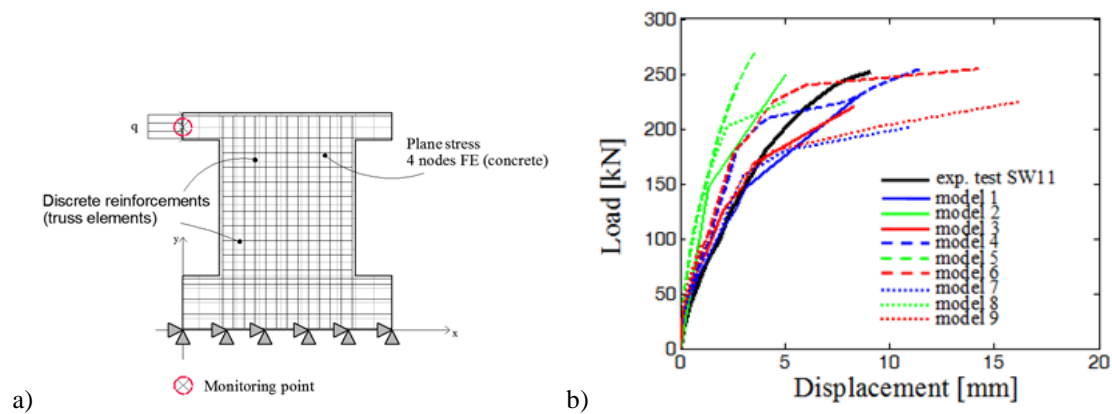 q
Plane stress
4 nodes FE (concrete)
Discrete reinforcements
(truss elements)
y
x
Monitoring point
a)
b)
Load [kN]
300
250
200
150
100
50
0
0
5
10
15
20
Displacement [mm]
exp. test SW11
model 1
model 2
model 3
model 4
model 5
model 6
model 7
model 8
model 9